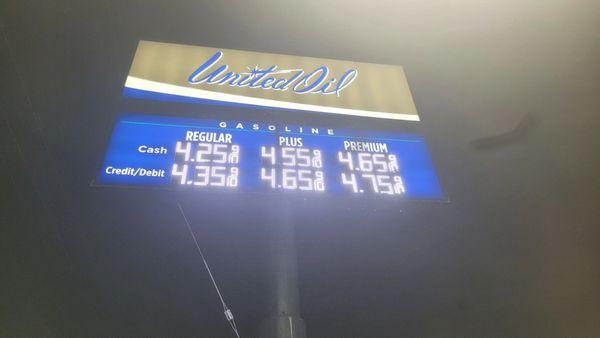 United Oil
GASOLINE
REGULAR PLUS PREMIUM
Cash 4.25 9/10 4.55 9/10 4.65 9/10
Credit/Debit 4.35 9/10 4.65 9/10 4.75 9/10